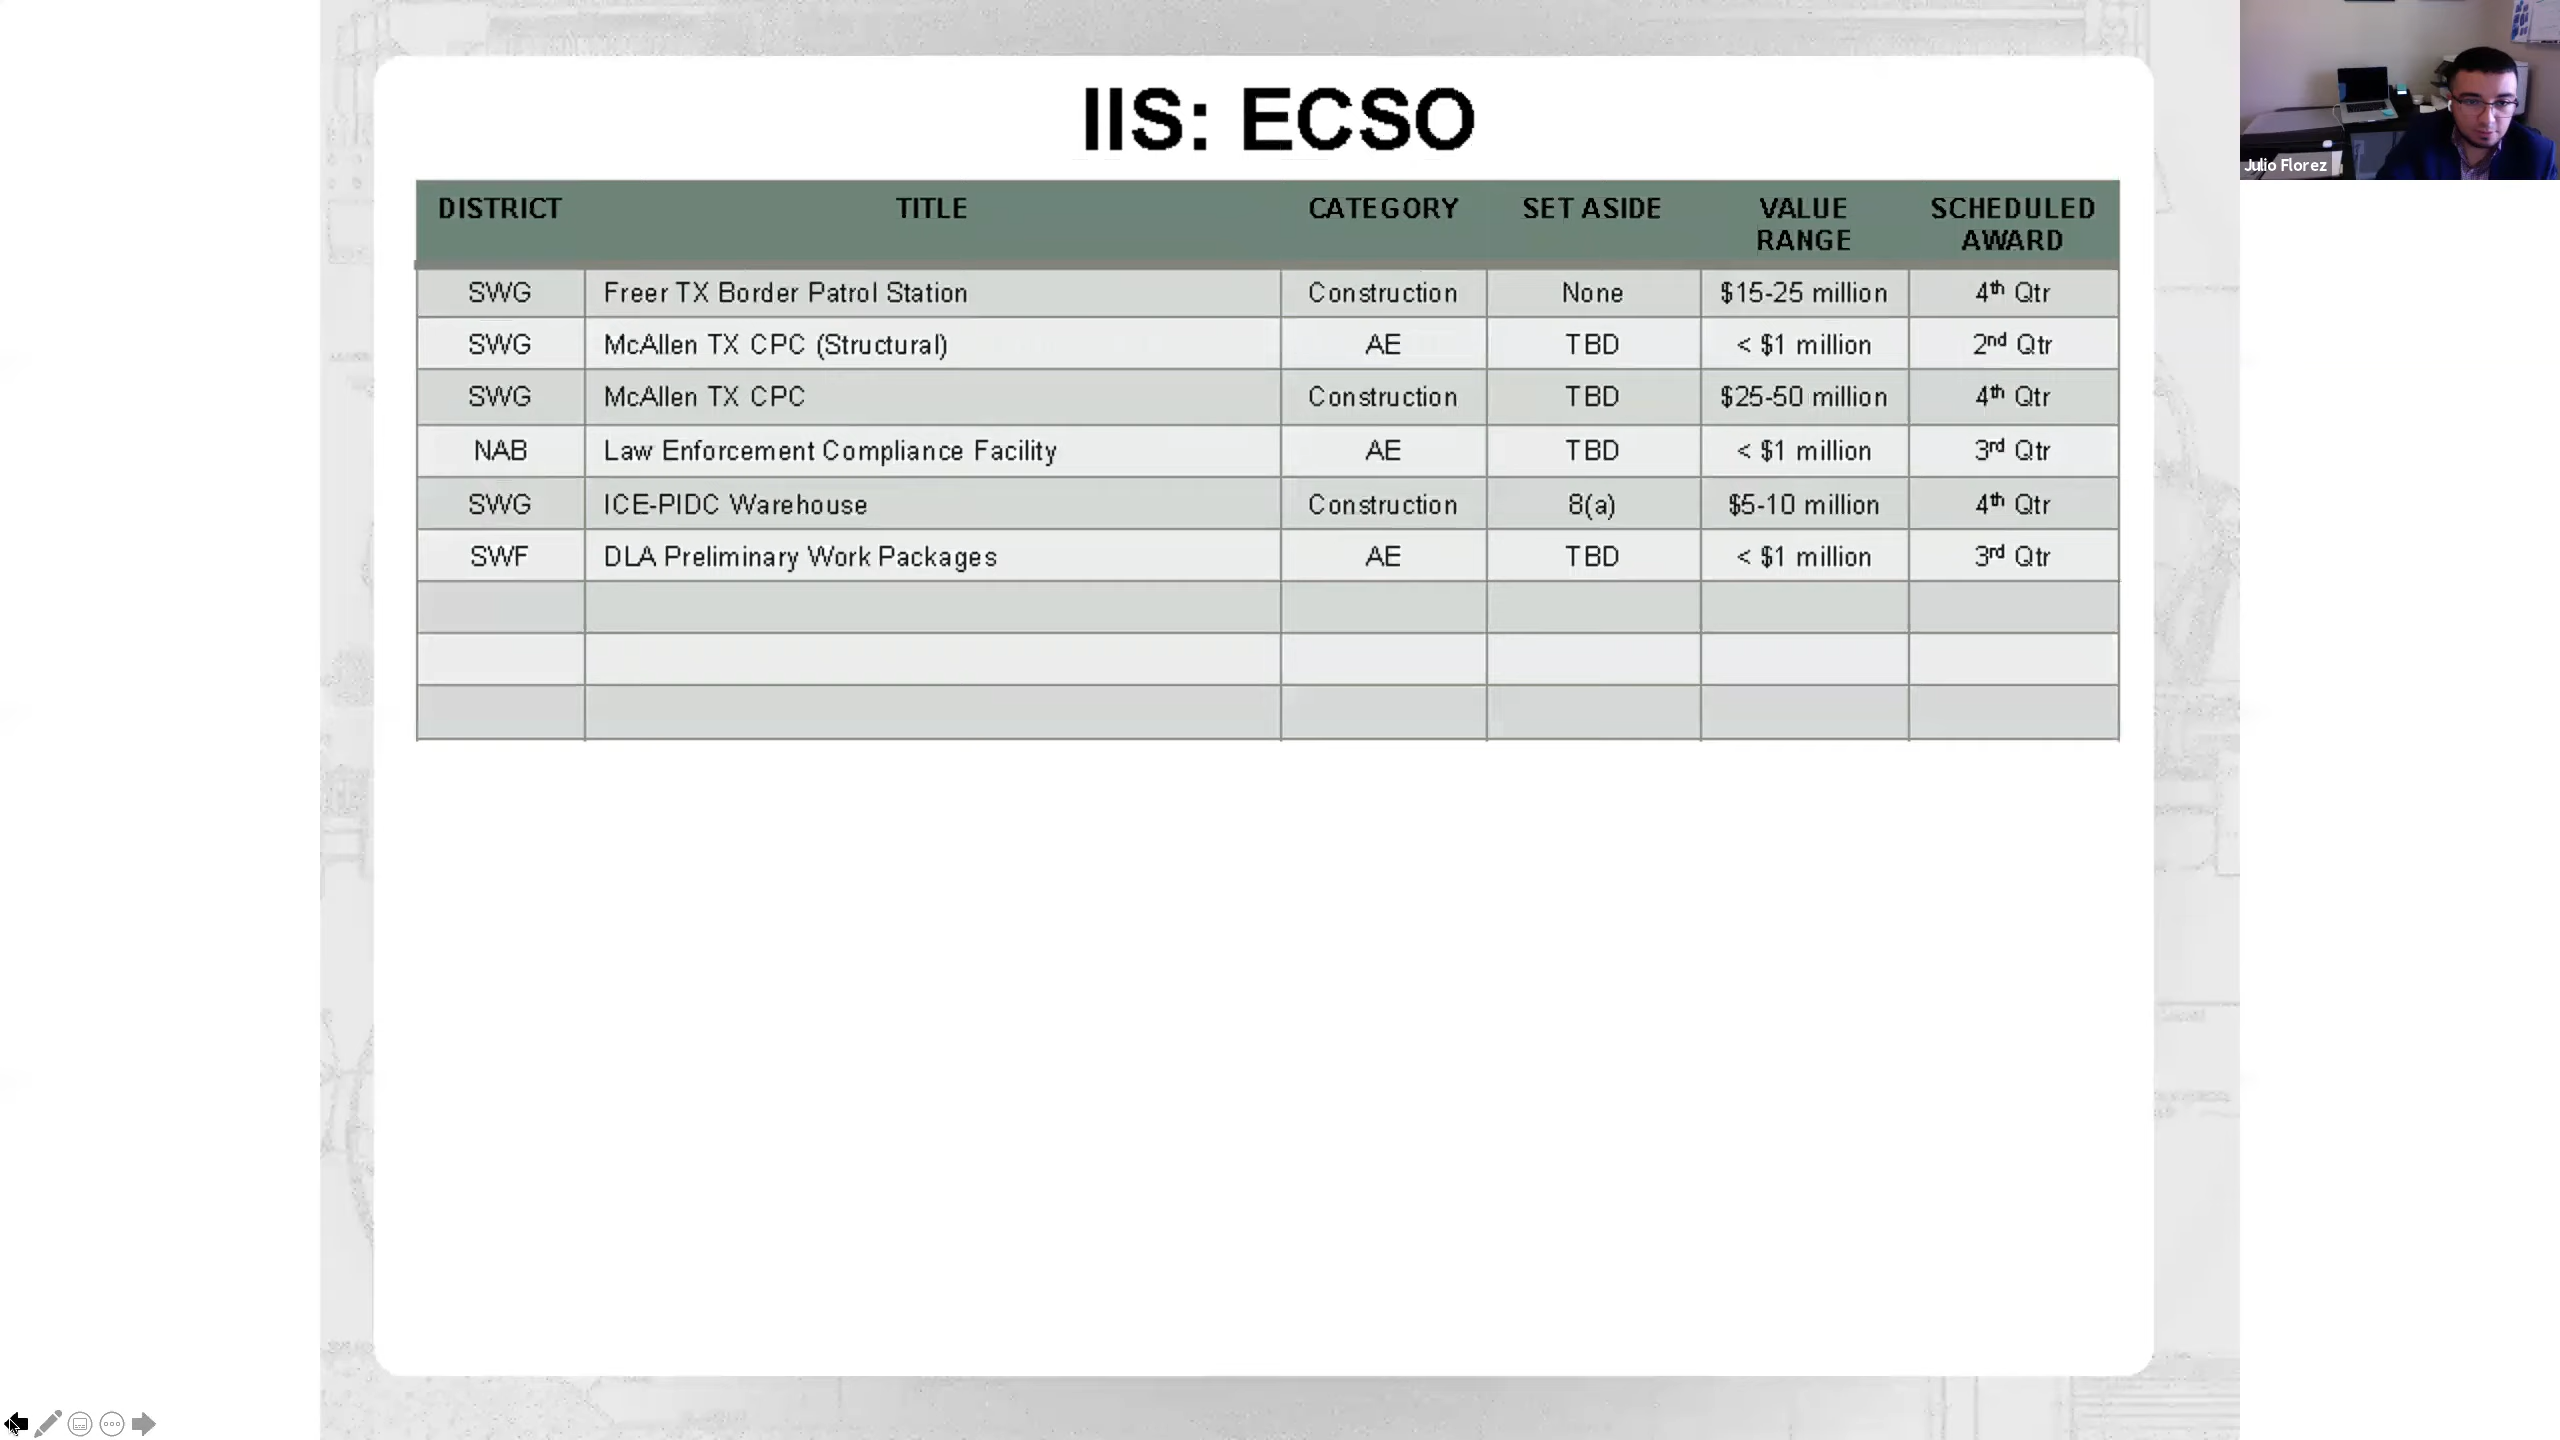 IIS: ECSO
DISTRICT TITLE CATEGORY SET ASIDE VALUE RANGE SCHEDULED AWARD
SWG Freer TX Border Patrol Station Construction None $15-25 million 4th Qtr
SWG McAllen TX CPC (Structural) AE TBD < $1 million 2nd Qtr
SWG McAllen TX CPC Construction TBD $25-50 million 4th Qtr
NAB Law Enforcement Compliance Facility AE TBD < $1 million 3rd Qtr
SWG ICE-PIDC Warehouse Construction 8(a) $5-10 million 4th Qtr
SWF DLA Preliminary Work Packages AE TBD < $1 million 3rd Qtr
Julio Florez